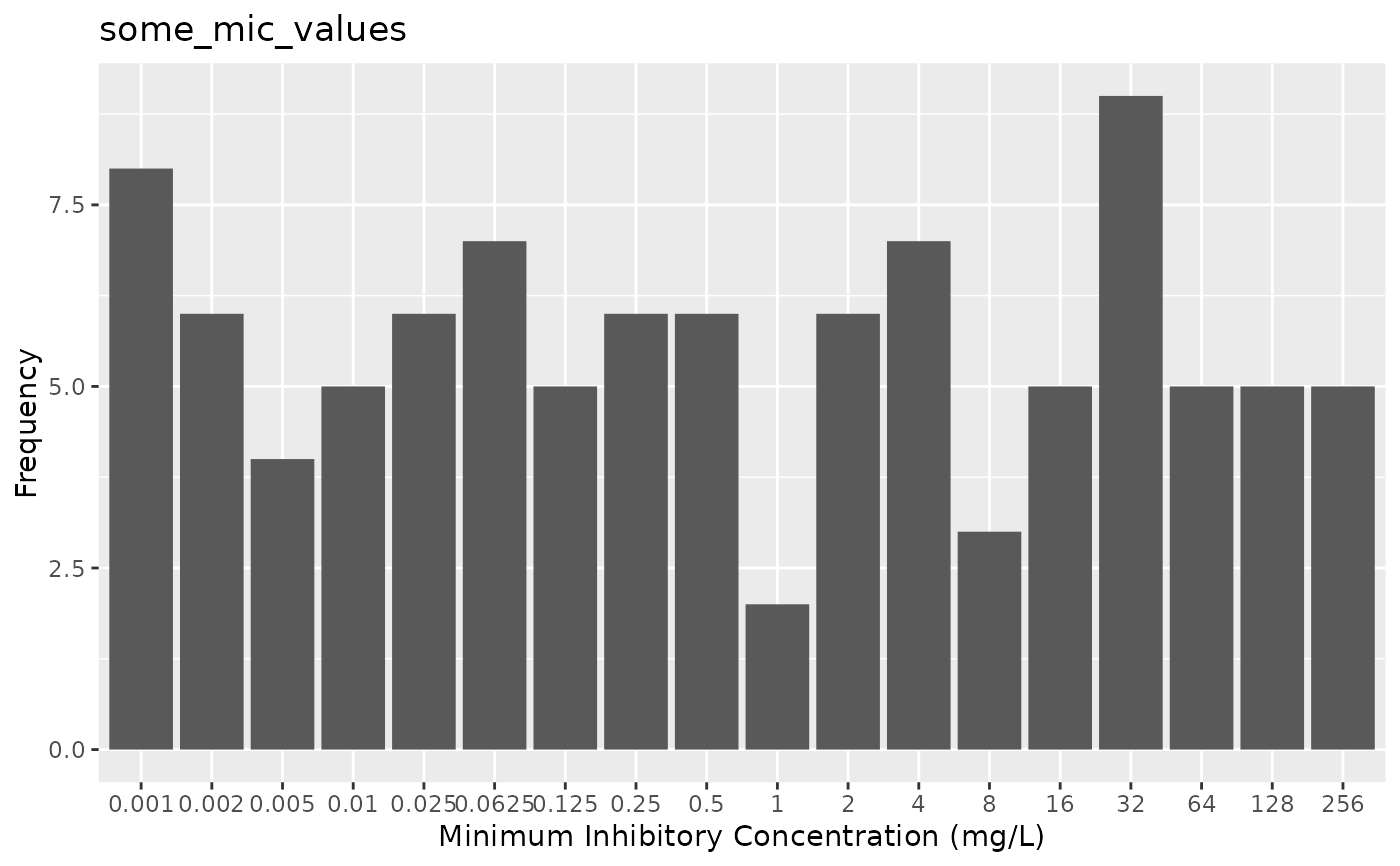 some_mic_values
Frequency
7.5
5.0
2.5
0.0
0.001 0.002 0.005 0.01 0.025 0.0625 0.125 0.25 0.5 1 2 4 8 16 32 64 128 256
Minimum Inhibitory Concentration (mg/L)